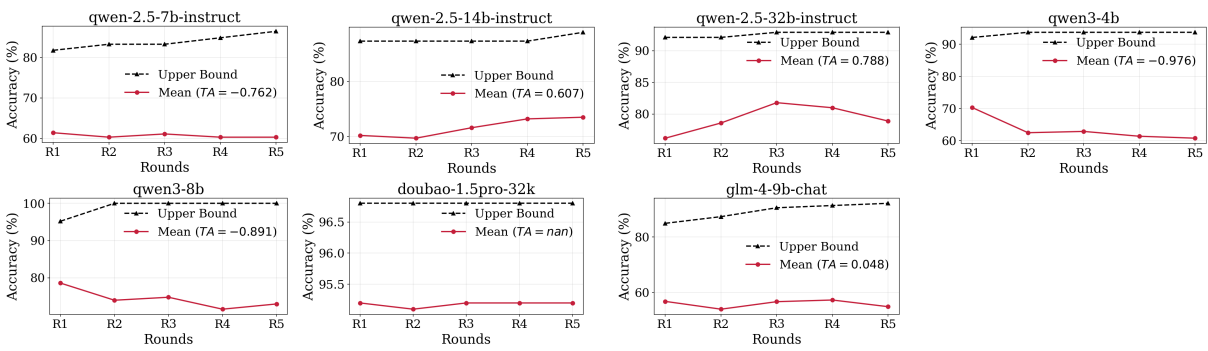 qwen-2.5-7b-instruct
Accuracy (%)
80
70
60
Upper Bound
Mean (TA = −0.762)
R1 R2 R3 R4 R5
Rounds
qwen-2.5-14b-instruct
Accuracy (%)
80
70
Upper Bound
Mean (TA = 0.607)
R1 R2 R3 R4 R5
Rounds
qwen-2.5-32b-instruct
Accuracy (%)
90
85
80
Upper Bound
Mean (TA = 0.788)
R1 R2 R3 R4 R5
Rounds
qwen3-4b
Accuracy (%)
90
80
70
60
Upper Bound
Mean (TA = −0.976)
R1 R2 R3 R4 R5
Rounds
qwen3-8b
Accuracy (%)
100
90
80
Upper Bound
Mean (TA = −0.891)
R1 R2 R3 R4 R5
Rounds
doubao-1.5pro-32k
Accuracy (%)
96.5
96.0
95.5
Upper Bound
Mean (TA = nan)
R1 R2 R3 R4 R5
Rounds
glm-4-9b-chat
Accuracy (%)
80
60
Upper Bound
Mean (TA = 0.048)
R1 R2 R3 R4 R5
Rounds